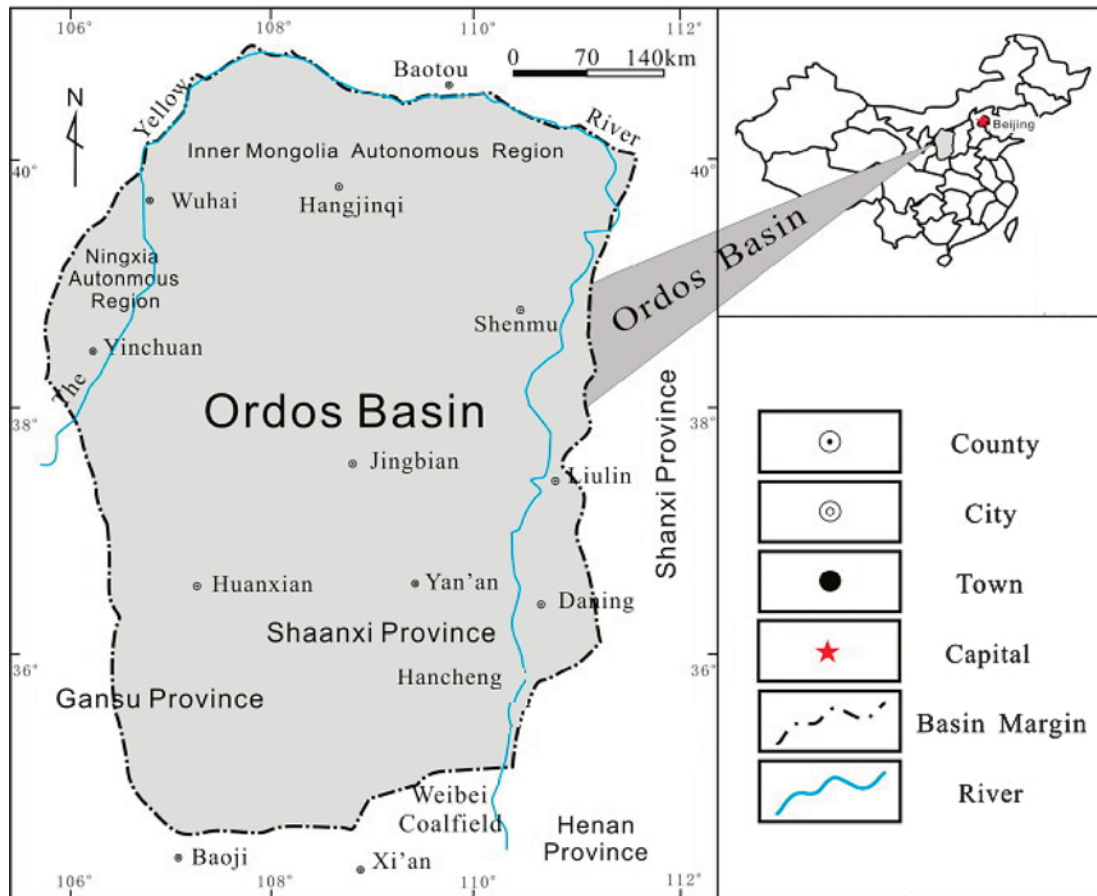 106°
108°
110°
112°
0 70 140km
N
Baotou
Yellow
River
Inner Mongolia Autonomous Region
40°
40°
Wuhai
Hangjinqi
Ningxia
Autonmous
Region
Shenmu
Yinchuan
The
38°
38°
Ordos Basin
Jingbian
Liulin
Shanxi Province
Huanxian
Yan'an
Daning
Shaanxi Province
36°
36°
Hancheng
Gansu Province
Weibei
Coalfield
Henan
Province
Baoji
Xi'an
106°
108°
110°
112°
Beijing
Ordos Basin
County
City
Town
Capital
Basin Margin
River